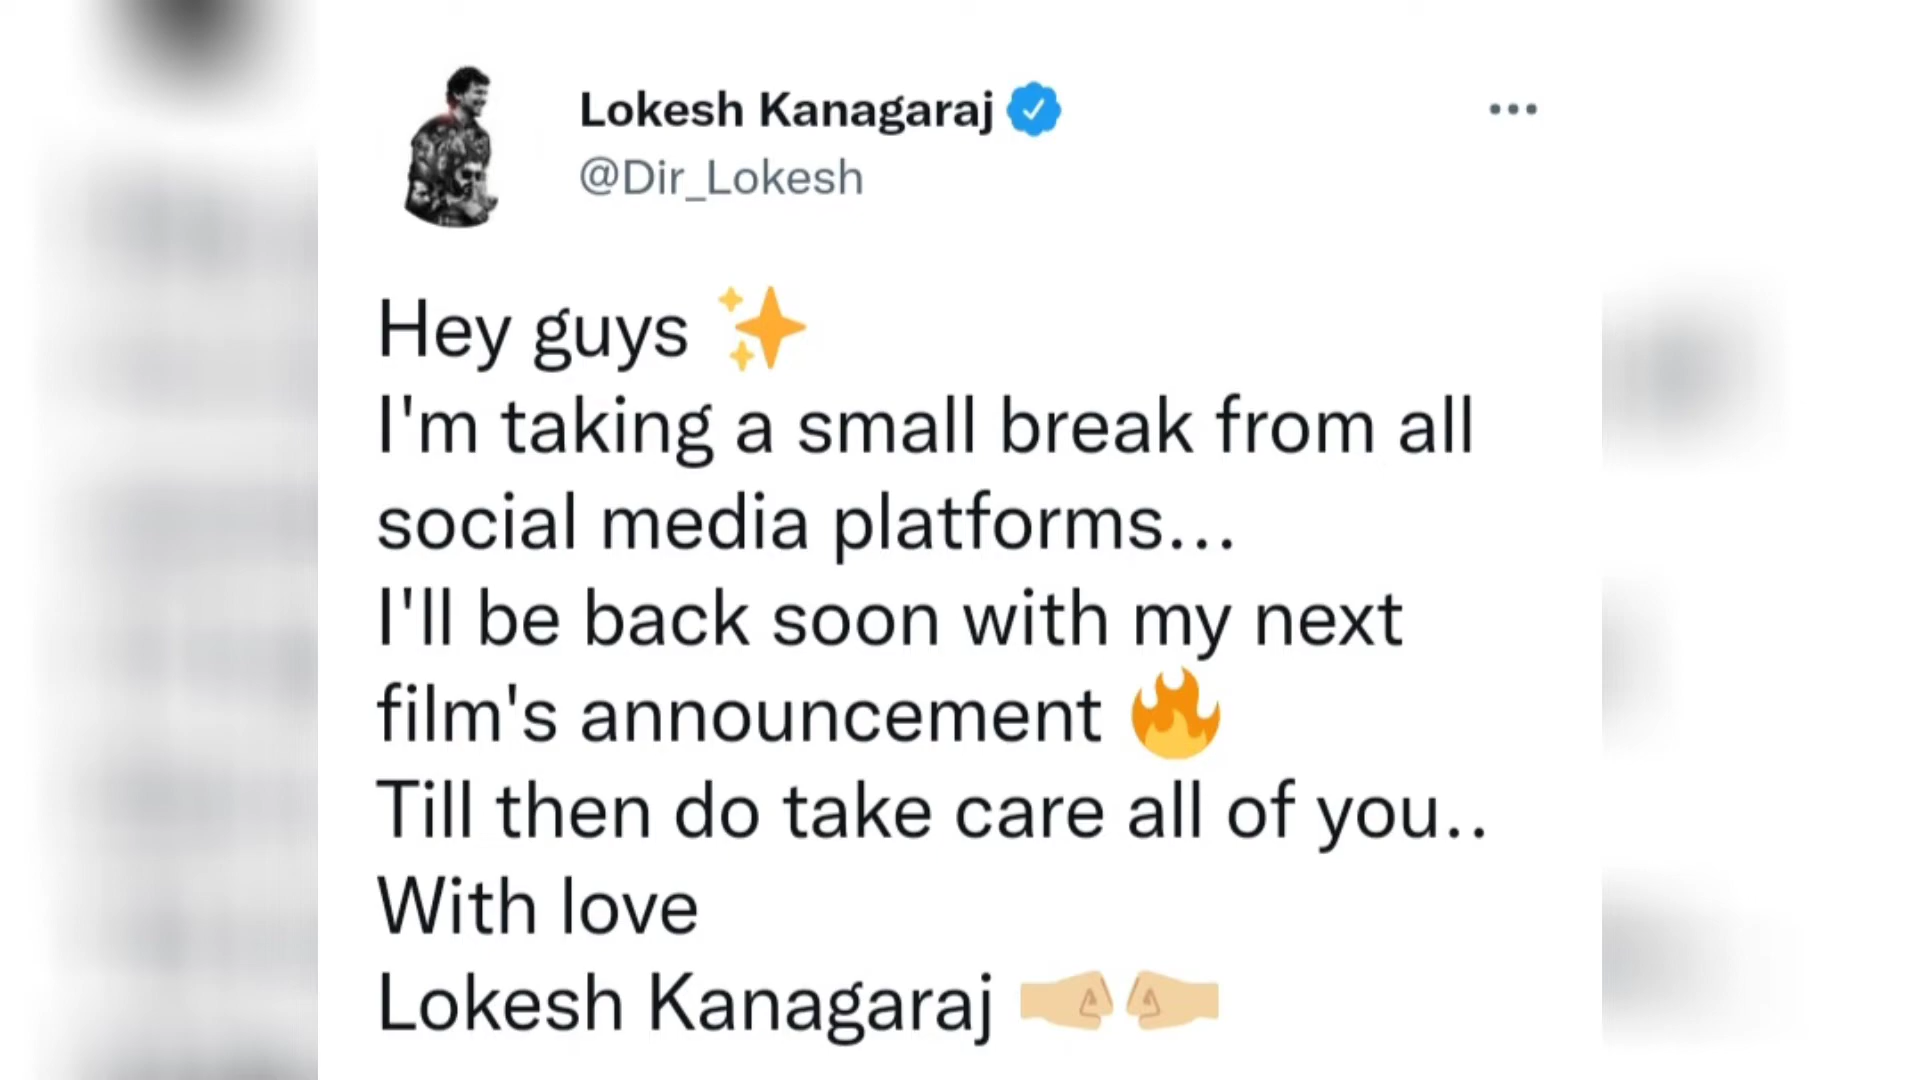 Lokesh Kanagaraj
@Dir_Lokesh
Hey guys ✨
I'm taking a small break from all
social media platforms...
I'll be back soon with my next
film's announcement 🔥
Till then do take care all of you..
With love
Lokesh Kanagaraj 🤜🏼🤛🏼